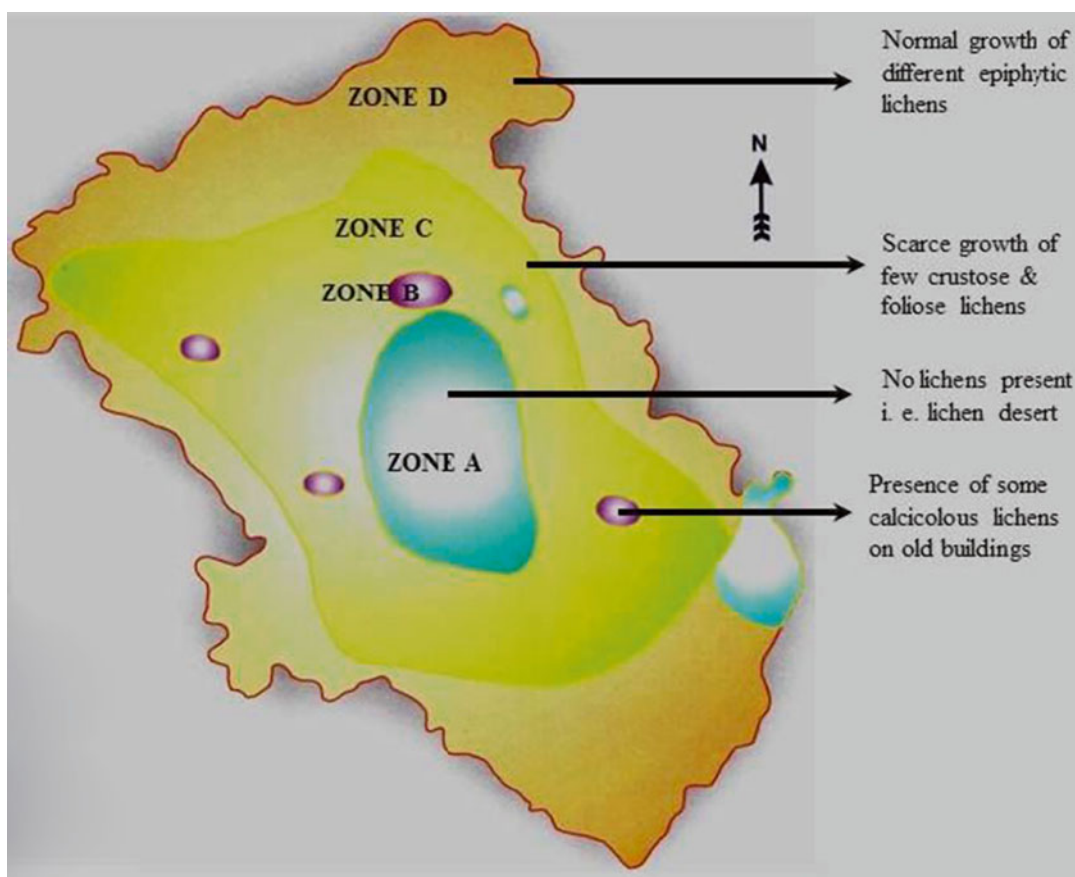 Normal growth of
different epiphytic
lichens
ZONE D
N
ZONE C
Scarce growth of
few crustose &
foliose lichens
ZONE B
No lichens present
i. e. lichen desert
ZONE A
Presence of some
calcicolous lichens
on old buildings